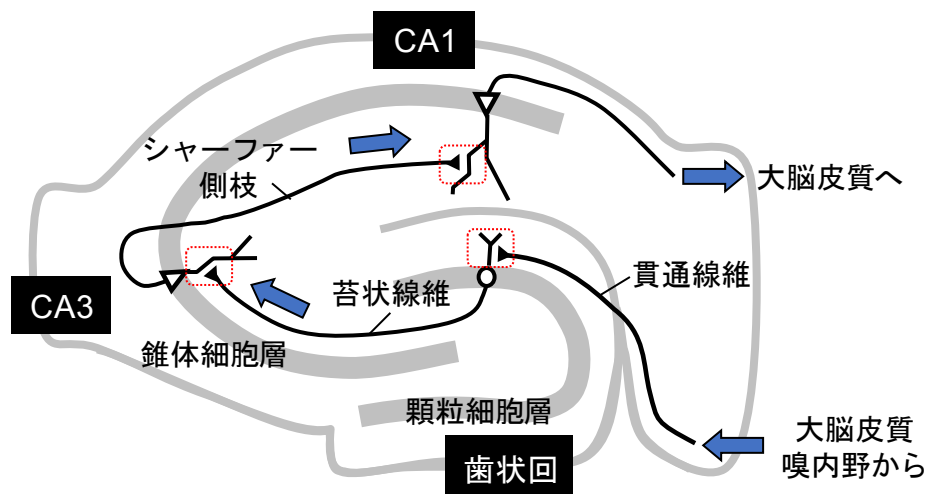 CA1
シャーファー
側枝
大脳皮質へ
貫通線維
CA3
苔状線維
錐体細胞層
顆粒細胞層
歯状回
大脳皮質
嗅内野から